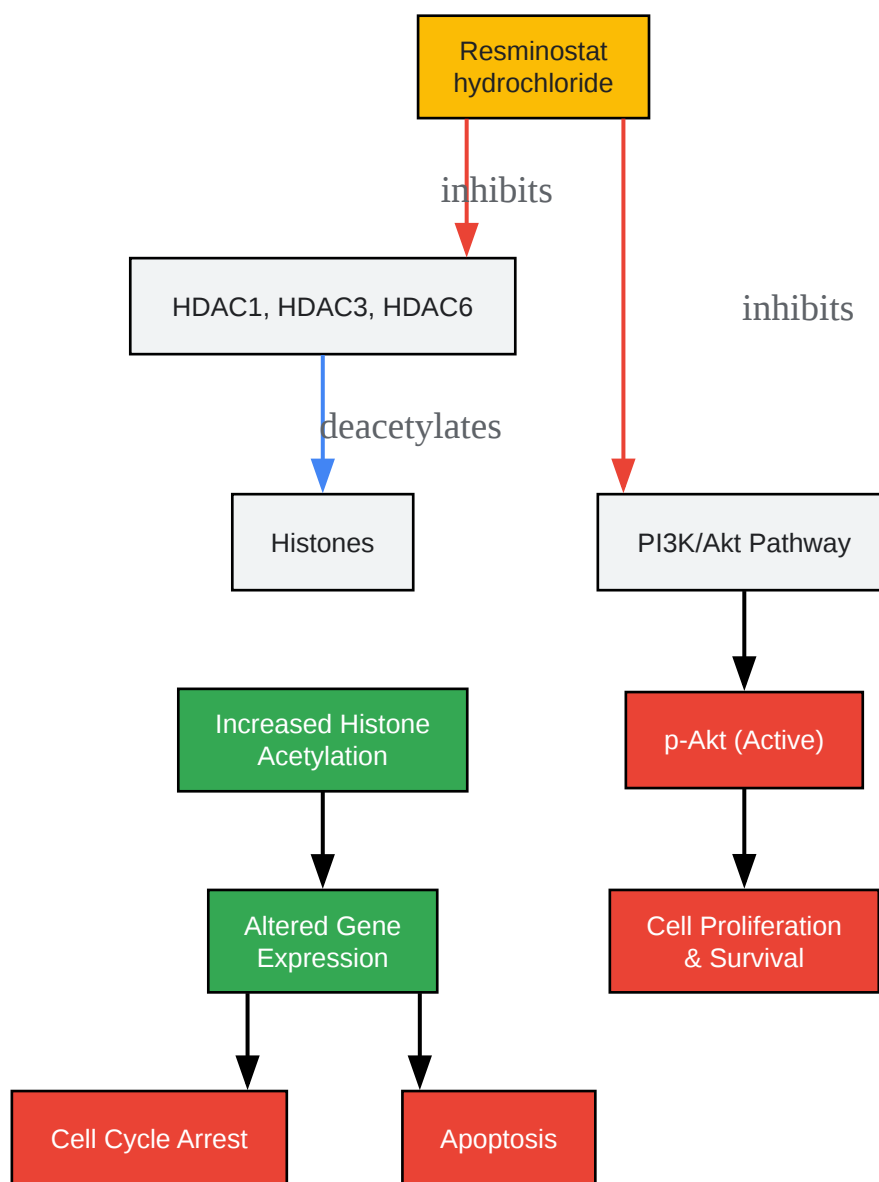 Resminostat
hydrochloride
inhibits
HDAC1, HDAC3, HDAC6
inhibits
deacetylates
Histones
PI3K/Akt Pathway
Increased Histone
Acetylation
p-Akt (Active)
Altered Gene
Expression
Cell Proliferation
& Survival
Cell Cycle Arrest
Apoptosis